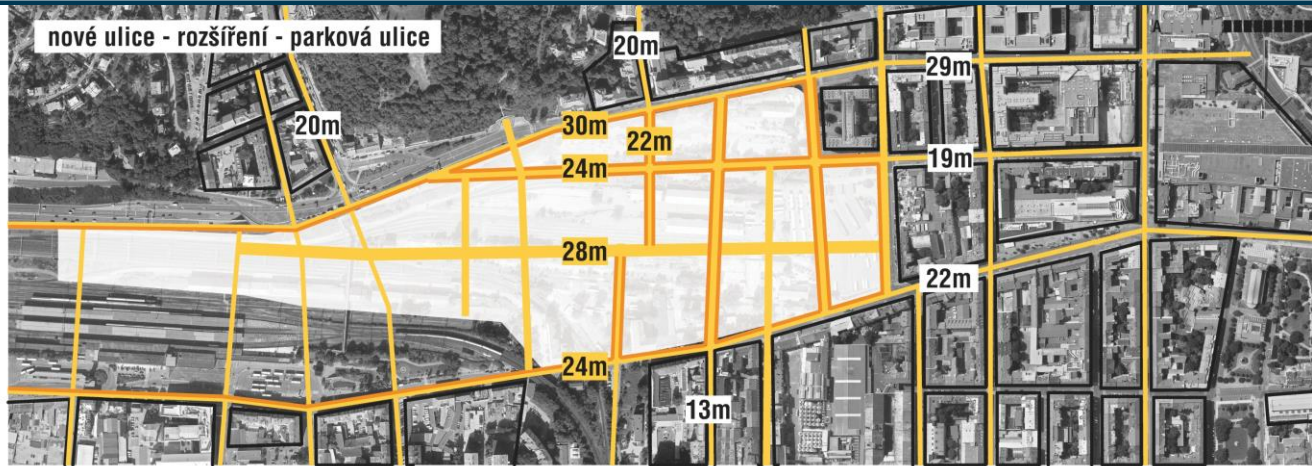 nové ulice - rozšíření - parková ulice
20m
29m
20m
30m
22m
24m
19m
28m
22m
24m
13m
A